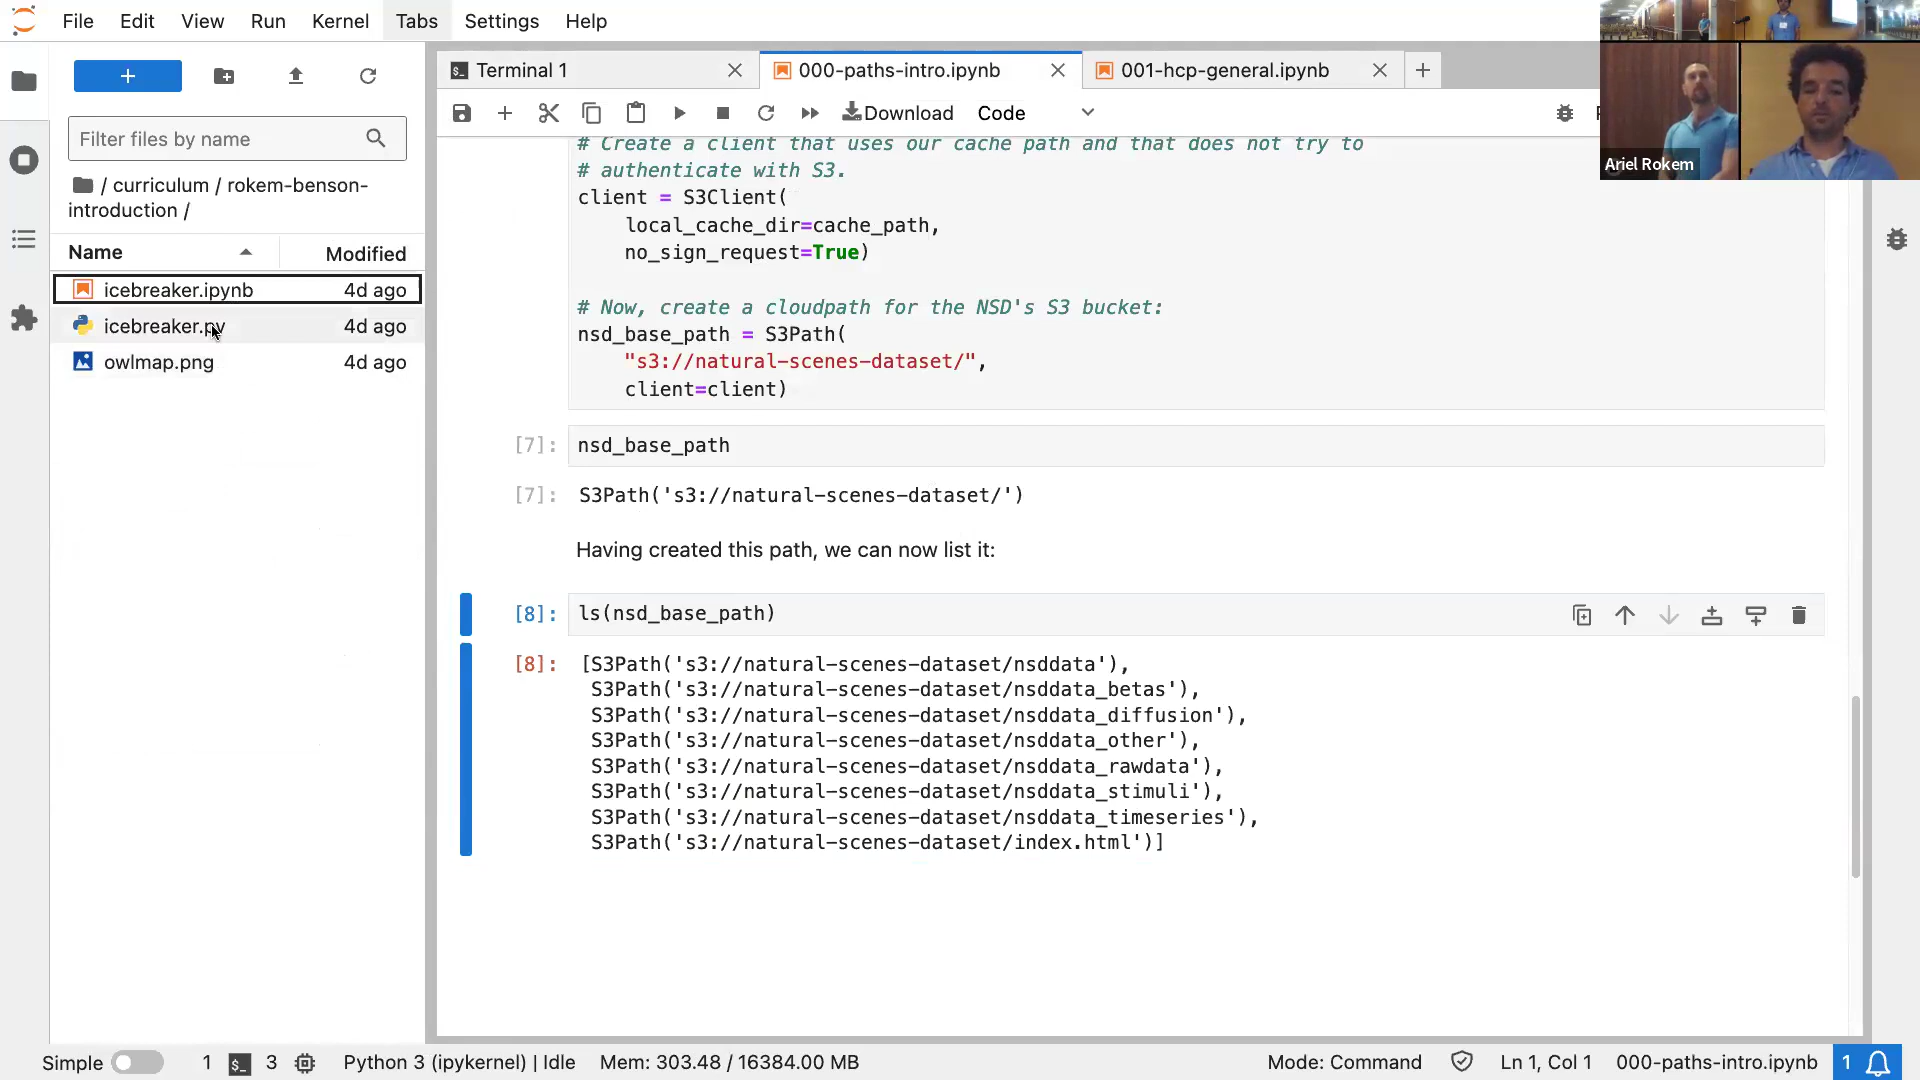 File Edit View Run Kernel Tabs Settings Help
Ariel Rokem
Terminal 1 000-paths-intro.ipynb 001-hcp-general.ipynb
Download Code
Filter files by name
/ curriculum / rokem-benson-
introduction /
Name Modified
icebreaker.ipynb 4d ago
icebreaker.py 4d ago
owlmap.png 4d ago
# Create a client that uses our cache path and that does not try to
# authenticate with S3.
client = S3Client(
local_cache_dir=cache_path,
no_sign_request=True)
# Now, create a cloudpath for the NSD's S3 bucket:
nsd_base_path = S3Path(
"s3://natural-scenes-dataset/",
client=client)
[7]: nsd_base_path
[7]: S3Path('s3://natural-scenes-dataset/')
Having created this path, we can now list it:
[8]: ls(nsd_base_path)
[8]: [S3Path('s3://natural-scenes-dataset/nsddata'),
S3Path('s3://natural-scenes-dataset/nsddata_betas'),
S3Path('s3://natural-scenes-dataset/nsddata_diffusion'),
S3Path('s3://natural-scenes-dataset/nsddata_other'),
S3Path('s3://natural-scenes-dataset/nsddata_rawdata'),
S3Path('s3://natural-scenes-dataset/nsddata_stimuli'),
S3Path('s3://natural-scenes-dataset/nsddata_timeseries'),
S3Path('s3://natural-scenes-dataset/index.html')]
Simple 1 3 Python 3 (ipykernel) | Idle Mem: 303.48 / 16384.00 MB Mode: Command Ln 1, Col 1 000-paths-intro.ipynb 1